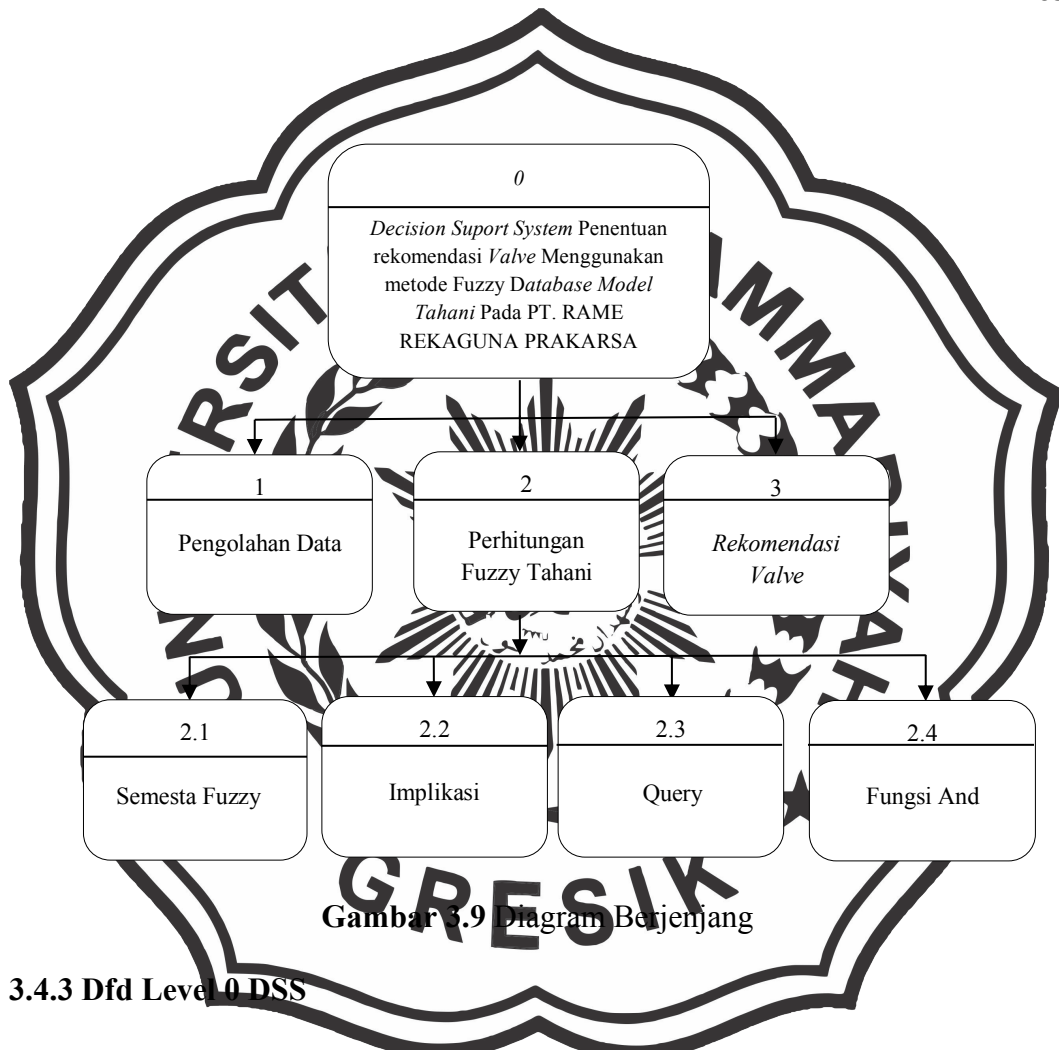 0
Decision Suport System Penentuan
rekomendasi Valve Menggunakan
metode Fuzzy Database Model
Tahani Pada PT. RAME
REKAGUNA PRAKARSA
1
Pengolahan Data
2
Perhitungan
Fuzzy Tahani
3
Rekomendasi
Valve
2.1
Semesta Fuzzy
2.2
Implikasi
2.3
Query
2.4
Fungsi And
GRESIK
Gambar 3.9 Diagram Berjenjang
3.4.3 Dfd Level 0 DSS